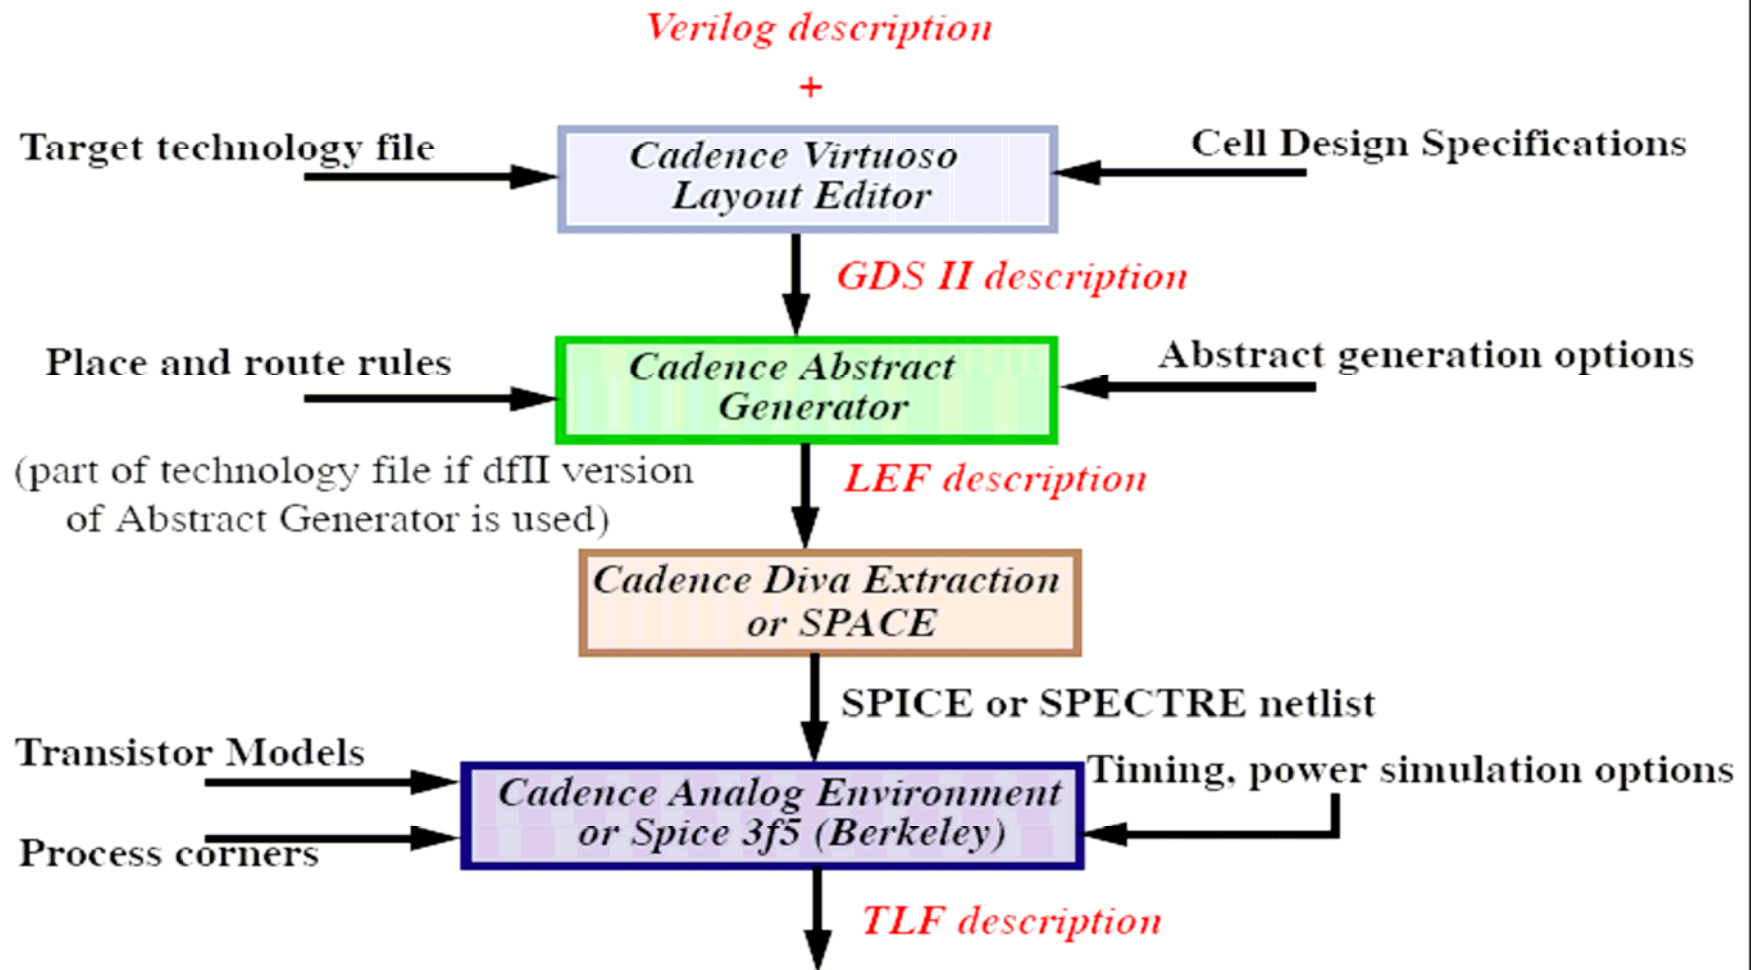 Verilog description
+
Target technology file
Cadence Virtuoso
Layout Editor
Cell Design Specifications
GDS II description
Place and route rules
Cadence Abstract
Generator
Abstract generation options
(part of technology file if dfII version
of Abstract Generator is used)
LEF description
Cadence Diva Extraction
or SPACE
SPICE or SPECTRE netlist
Transistor Models
Process corners
Cadence Analog Environment
or Spice 3f5 (Berkeley)
Timing, power simulation options
TLF description